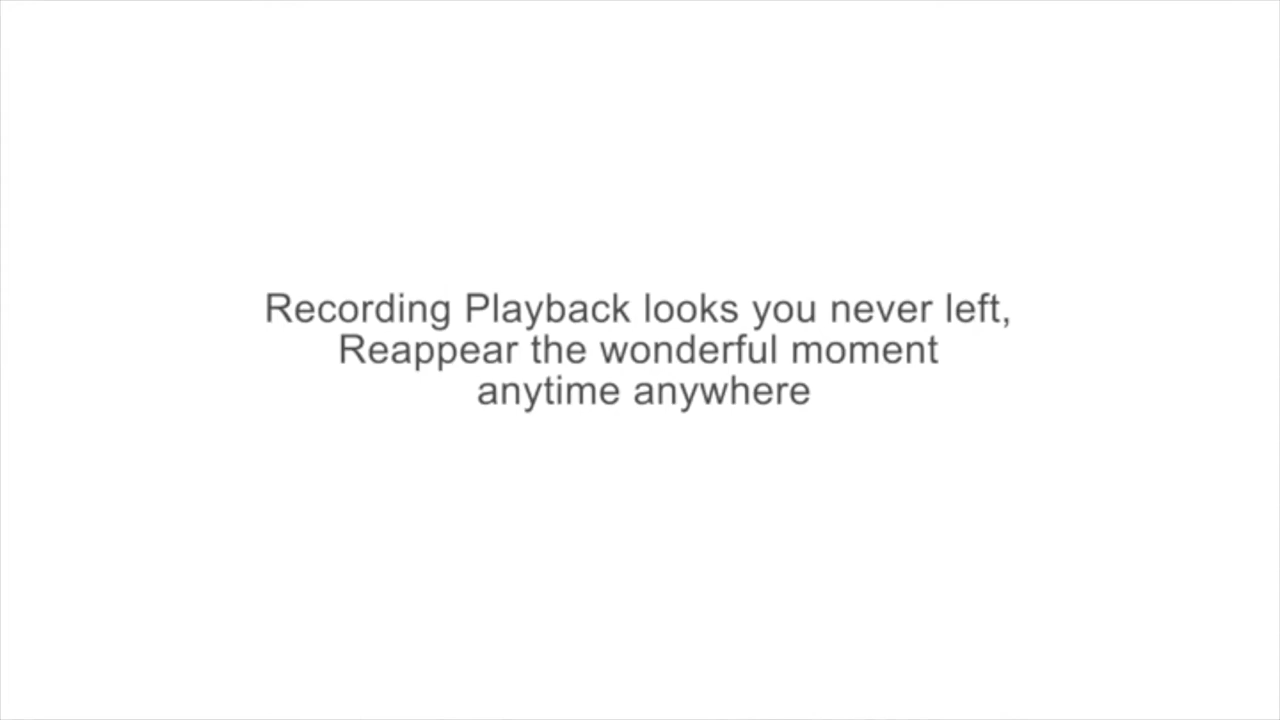 Recording Playback looks you never left,
Reappear the wonderful moment
anytime anywhere